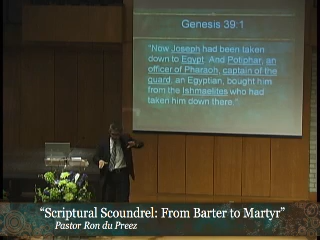 Genesis 39:1
"Now Joseph had been taken
down to Egypt. And Potiphar, an
officer of Pharaoh, captain of the
guard, an Egyptian, bought him
from the Ishmaelites who had
taken him down there."
"Scriptural Scoundrel: From Barter to Martyr"
Pastor Ron du Preez